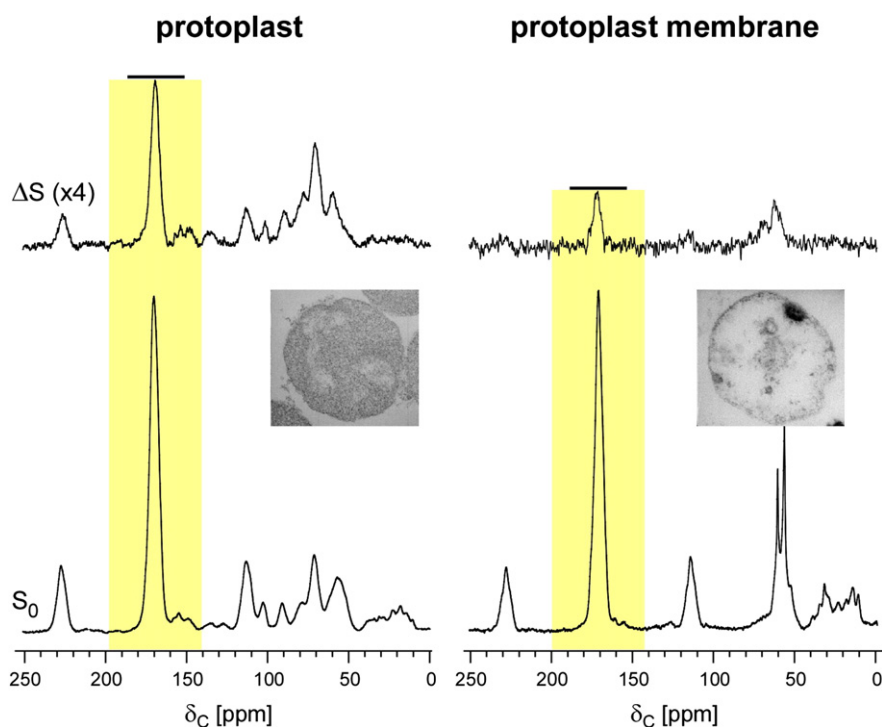 protoplast
protoplast membrane
ΔS (x4)
S₀
250 200 150 100 50 0
250 200 150 100 50 0
δC [ppm]
δC [ppm]